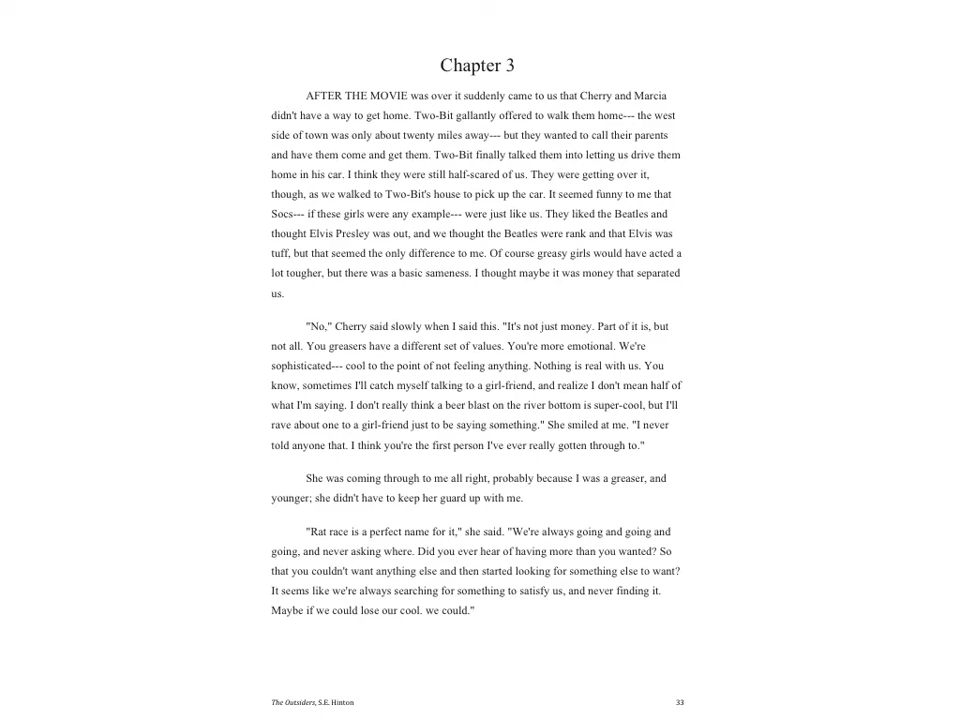 Chapter 3
AFTER THE MOVIE was over it suddenly came to us that Cherry and Marcia
didn't have a way to get home. Two-Bit gallantly offered to walk them home--- the west
side of town was only about twenty miles away--- but they wanted to call their parents
and have them come and get them. Two-Bit finally talked them into letting us drive them
home in his car. I think they were still half-scared of us. They were getting over it,
though, as we walked to Two-Bit's house to pick up the car. It seemed funny to me that
Socs--- if these girls were any example--- were just like us. They liked the Beatles and
thought Elvis Presley was out, and we thought the Beatles were rank and that Elvis was
tuff, but that seemed the only difference to me. Of course greasy girls would have acted a
lot tougher, but there was a basic sameness. I thought maybe it was money that separated
us.
"No," Cherry said slowly when I said this. "It's not just money. Part of it is, but
not all. You greasers have a different set of values. You're more emotional. We're
sophisticated--- cool to the point of not feeling anything. Nothing is real with us. You
know, sometimes I'll catch myself talking to a girl-friend, and realize I don't mean half of
what I'm saying. I don't really think a beer blast on the river bottom is super-cool, but I'll
rave about one to a girl-friend just to be saying something." She smiled at me. "I never
told anyone that. I think you're the first person I've ever really gotten through to."
She was coming through to me all right, probably because I was a greaser, and
younger; she didn't have to keep her guard up with me.
"Rat race is a perfect name for it," she said. "We're always going and going and
going, and never asking where. Did you ever hear of having more than you wanted? So
that you couldn't want anything else and then started looking for something else to want?
It seems like we're always searching for something to satisfy us, and never finding it.
Maybe if we could lose our cool. we could."
The Outsiders, S.E. Hinton 33